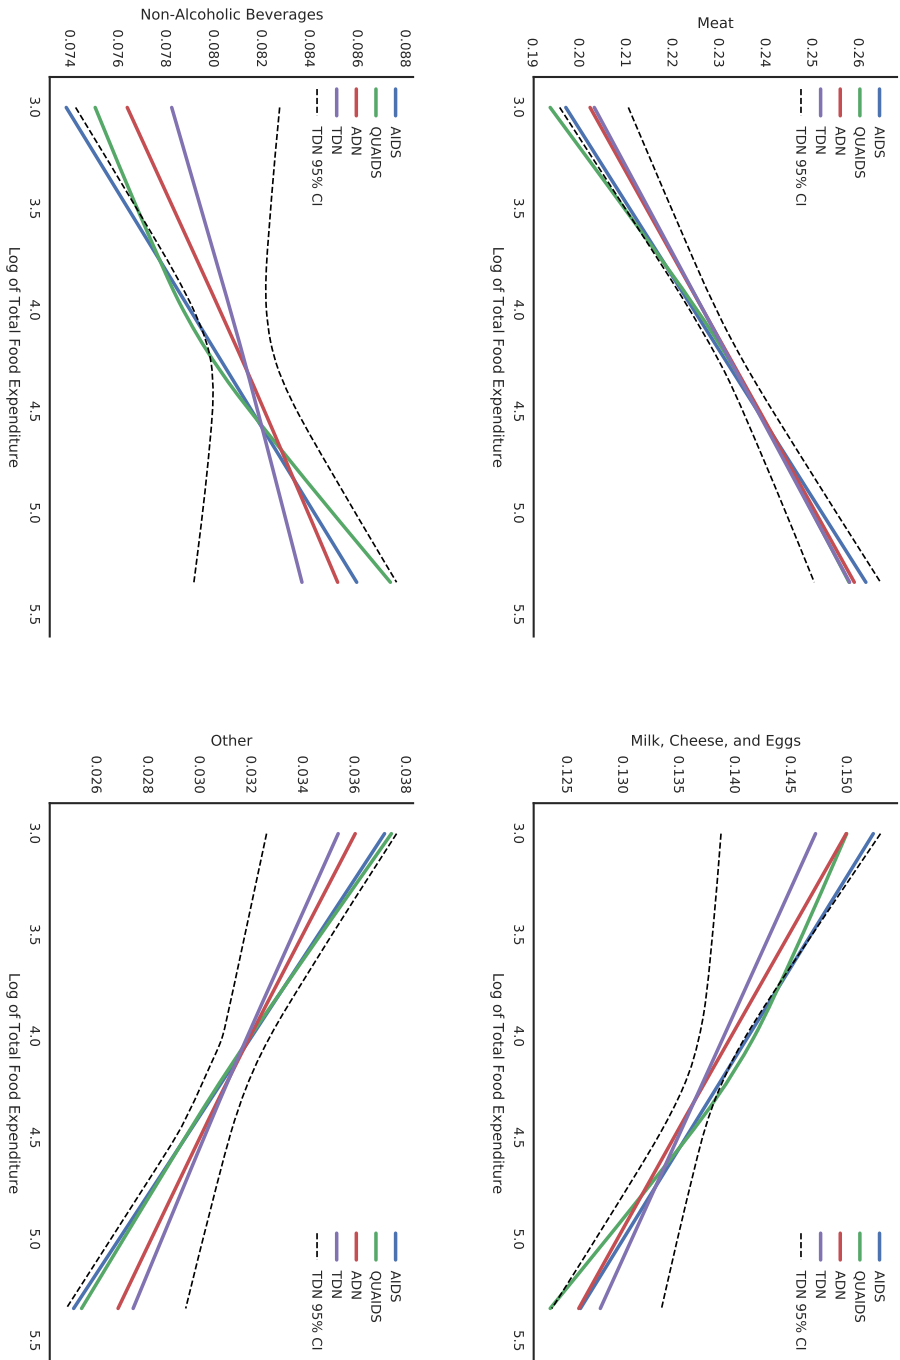 Meat
0.26
0.25
0.24
0.23
0.22
0.21
0.20
0.19
AIDS
QUAIDS
ADN
TDN
TDN 95% CI
3.0 3.5 4.0 4.5 5.0 5.5
Log of Total Food Expenditure
Milk, Cheese, and Eggs
0.150
0.145
0.140
0.135
0.130
0.125
AIDS
QUAIDS
ADN
TDN
TDN 95% CI
3.0 3.5 4.0 4.5 5.0 5.5
Log of Total Food Expenditure
Non-Alcoholic Beverages
0.088
0.086
0.084
0.082
0.080
0.078
0.076
0.074
AIDS
QUAIDS
ADN
TDN
TDN 95% CI
3.0 3.5 4.0 4.5 5.0 5.5
Log of Total Food Expenditure
Other
0.038
0.036
0.034
0.032
0.030
0.028
0.026
AIDS
QUAIDS
ADN
TDN
TDN 95% CI
3.0 3.5 4.0 4.5 5.0 5.5
Log of Total Food Expenditure